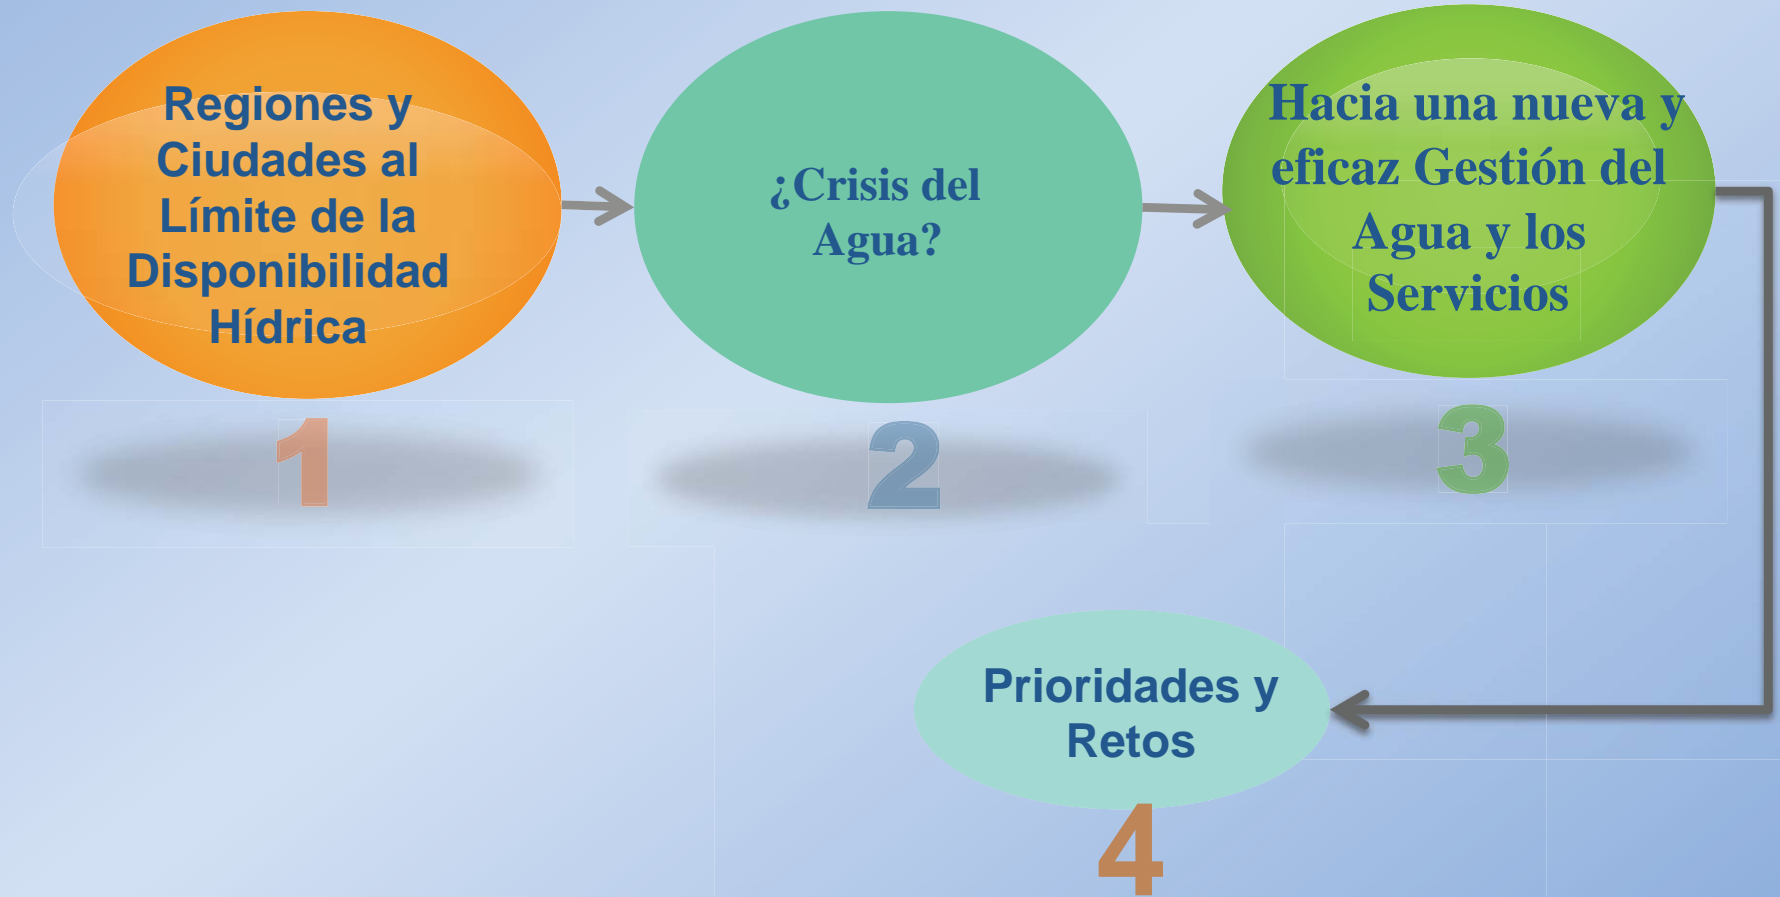 Regiones y
Ciudades al
Límite de la
Disponibilidad
Hídrica
1
¿Crisis del
Agua?
2
Hacia una nueva y
eficaz Gestión del
Agua y los
Servicios
3
Prioridades y
Retos
4